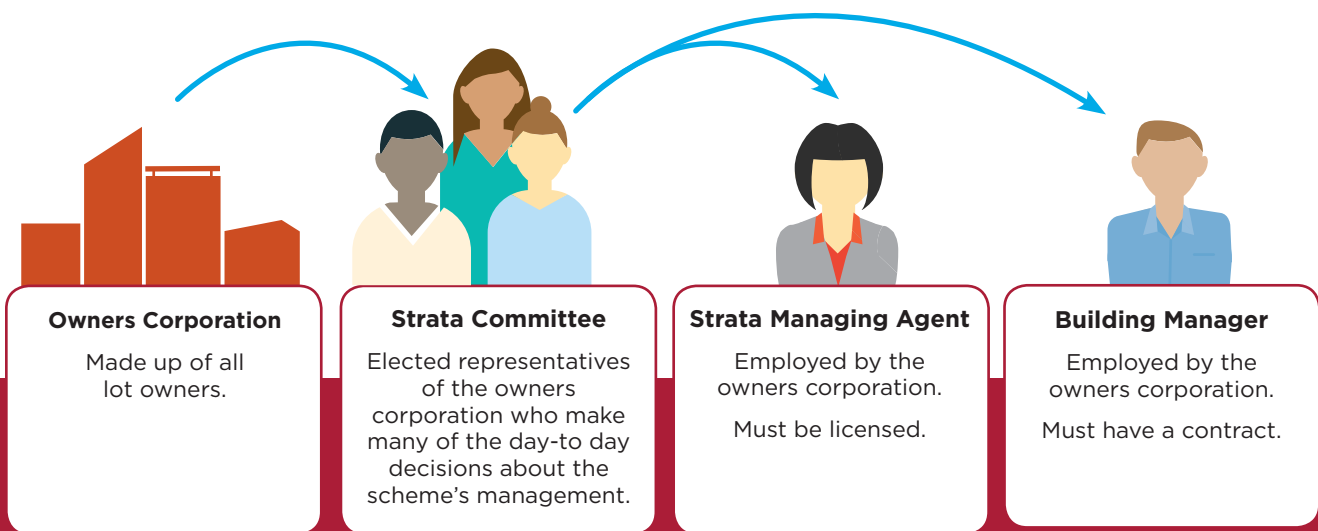 Owners Corporation
Made up of all
lot owners.
Strata Committee
Elected representatives
of the owners
corporation who make
many of the day-to day
decisions about the
scheme's management.
Strata Managing Agent
Employed by the
owners corporation.
Must be licensed.
Building Manager
Employed by the
owners corporation.
Must have a contract.